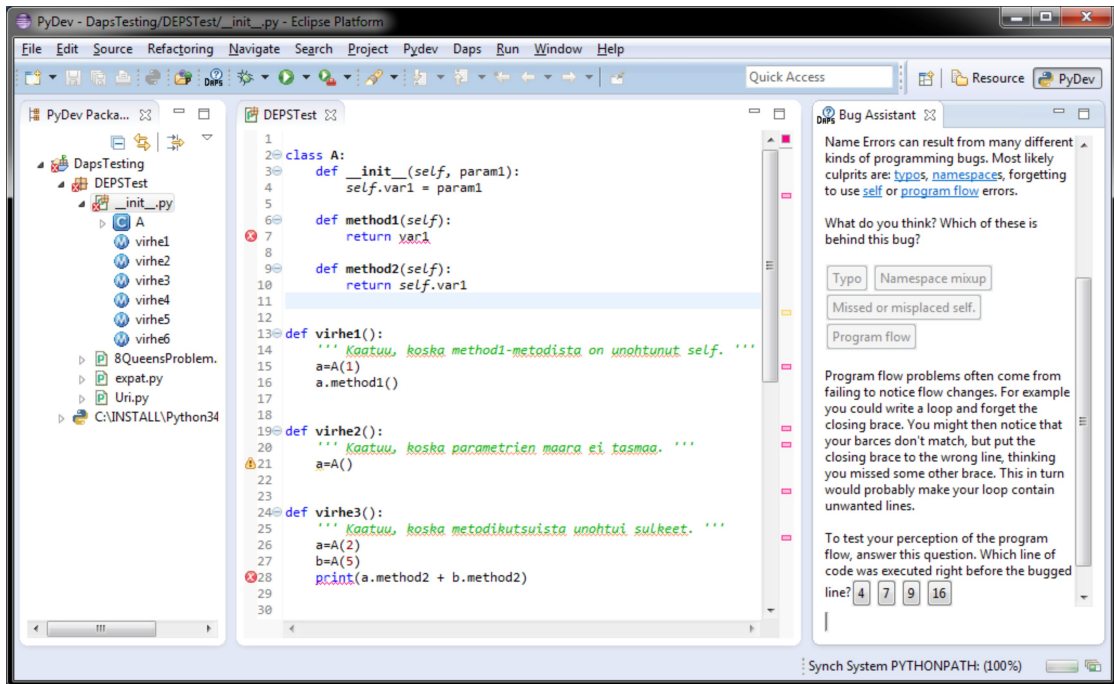 PyDev - DapsTesting/DEPSTest/__init__.py - Eclipse Platform
File Edit Source Refactoring Navigate Search Project Pydev Daps Run Window Help
DAPS
Quick Access
Resource
PyDev
PyDev Packa...
DapsTesting
DEPSTest
__init__.py
A
virhe1
virhe2
virhe3
virhe4
virhe5
virhe6
8QueensProblem.
expat.py
Uri.py
C:\INSTALL\Python34
DEPSTest
1
2 class A:
3 def __init__(self, param1):
4 self.var1 = param1
5
6 def method1(self):
7 return var1
8
9 def method2(self):
10 return self.var1
11
12
13 def virhe1():
14 ''' Kaatuu, koska method1-metodista on unohtunut self. '''
15 a=A(1)
16 a.method1()
17
18
19 def virhe2():
20 ''' Kaatuu, koska parametrien maara ei tasmaa. '''
21 a=A()
22
23
24 def virhe3():
25 ''' Kaatuu, koska metodikutsuista unohtui sulkeet. '''
26 a=A(2)
27 b=A(5)
28 print(a.method2 + b.method2)
29
30
DAPS
Bug Assistant
Name Errors can result from many different
kinds of programming bugs. Most likely
culprits are: typos, namespaces, forgetting
to use self or program flow errors.
What do you think? Which of these is
behind this bug?
Typo
Namespace mixup
Missed or misplaced self.
Program flow
Program flow problems often come from
failing to notice flow changes. For example
you could write a loop and forget the
closing brace. You might then notice that
your barces don't match, but put the
closing brace to the wrong line, thinking
you missed some other brace. This in turn
would probably make your loop contain
unwanted lines.
To test your perception of the program
flow, answer this question. Which line of
code was executed right before the bugged
line? 4 7 9 16
Synch System PYTHONPATH: (100%)